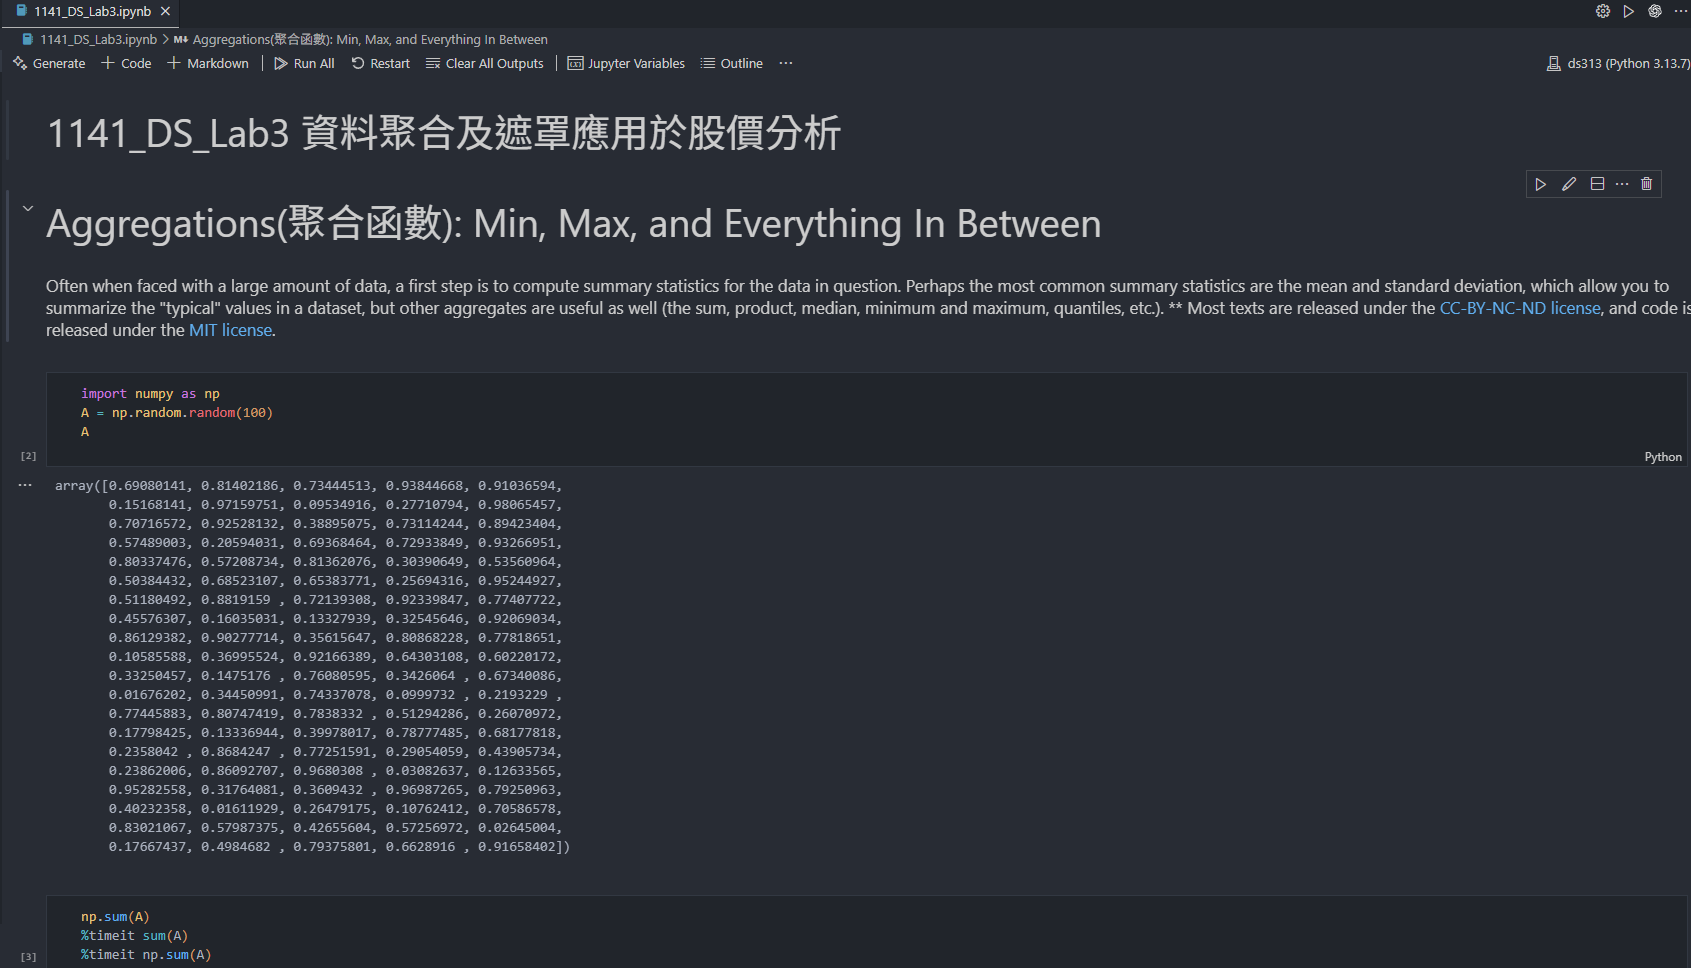 1141_DS_Lab3.ipynb
1141_DS_Lab3.ipynb > M↓ Aggregations(聚合函數): Min, Max, and Everything In Between
Generate + Code + Markdown | Run All Restart Clear All Outputs | Jupyter Variables Outline ... ds313 (Python 3.13.7)
1141_DS_Lab3 資料聚合及遮罩應用於股價分析
Aggregations(聚合函數): Min, Max, and Everything In Between
Often when faced with a large amount of data, a first step is to compute summary statistics for the data in question. Perhaps the most common summary statistics are the mean and standard deviation, which allow you to
summarize the "typical" values in a dataset, but other aggregates are useful as well (the sum, product, median, minimum and maximum, quantiles, etc.). ** Most texts are released under the CC-BY-NC-ND license, and code is
released under the MIT license.
import numpy as np
A = np.random.random(100)
A
[2]
Python
array([0.69080141, 0.81402186, 0.73444513, 0.93844668, 0.91036594,
0.15168141, 0.97159751, 0.09534916, 0.27710794, 0.98065457,
0.70716572, 0.92528132, 0.38895075, 0.73114244, 0.89423404,
0.57489003, 0.20594031, 0.69368464, 0.72933849, 0.93266951,
0.80337476, 0.57208734, 0.81362076, 0.30390649, 0.53560964,
0.50384432, 0.68523107, 0.65383771, 0.25694316, 0.95244927,
0.51180492, 0.8819159 , 0.72139308, 0.92339847, 0.77407722,
0.45576307, 0.16035031, 0.13327939, 0.32545646, 0.92069034,
0.86129382, 0.90277714, 0.35615647, 0.80868228, 0.77818651,
0.10585588, 0.36995524, 0.92166389, 0.64303108, 0.60220172,
0.33250457, 0.1475176 , 0.76080595, 0.3426064 , 0.67340086,
0.01676202, 0.34450991, 0.74337078, 0.0999732 , 0.2193229 ,
0.77445883, 0.80747419, 0.7838332 , 0.51294286, 0.26070972,
0.17798425, 0.13336944, 0.39978017, 0.78777485, 0.68177818,
0.2358042 , 0.8684247 , 0.77251591, 0.29054059, 0.43905734,
0.23862006, 0.86092707, 0.9680308 , 0.03082637, 0.12633565,
0.95282558, 0.31764081, 0.3609432 , 0.96987265, 0.79250963,
0.40232358, 0.01611929, 0.26479175, 0.10762412, 0.70586578,
0.83021067, 0.57987375, 0.42655604, 0.57256972, 0.02645004,
0.17667437, 0.4984682 , 0.79375801, 0.6628916 , 0.91658402])
np.sum(A)
%timeit sum(A)
%timeit np.sum(A)
[3]